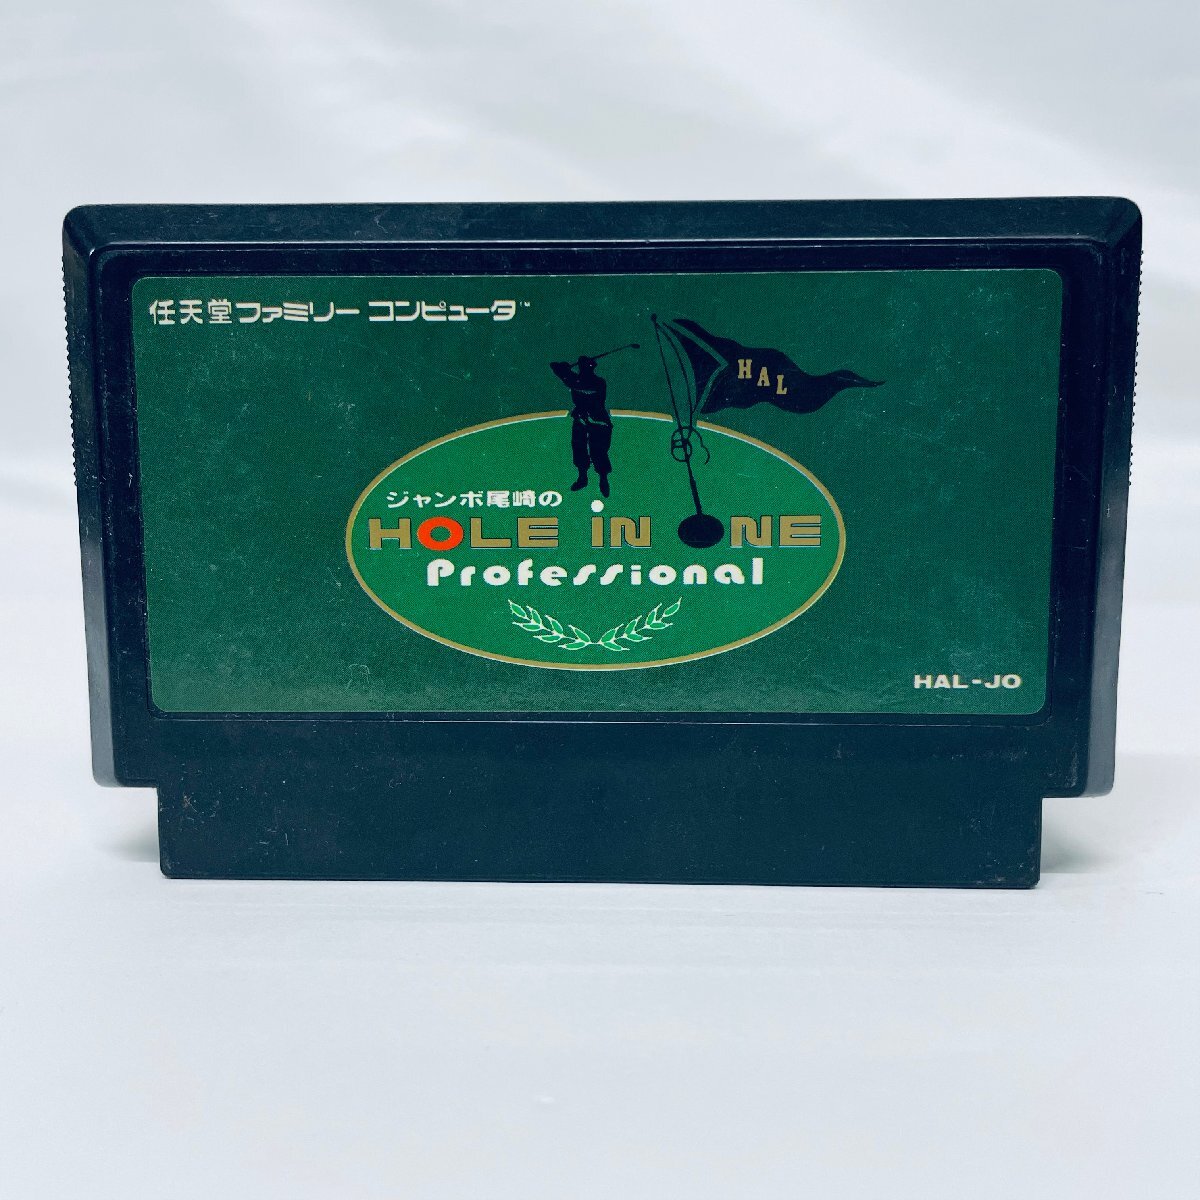 任天堂ファミリー コンピュータ™
HAL
ジャンボ尾崎の
HOLE iN ONE
Professional
HAL-JO